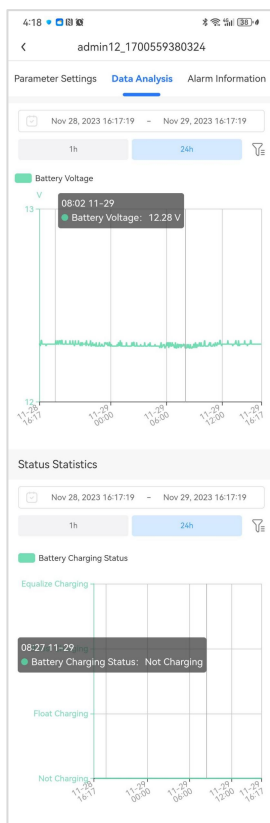 4:18
38
admin12_1700559380324
Parameter Settings Data Analysis Alarm Information
Nov 28, 2023 16:17:19 - Nov 29, 2023 16:17:19
1h 24h
Battery Voltage
V
13
08:02 11-29
Battery Voltage: 12.28 V
12
11-28 16:17
11-29 00:00
11-29 06:00
11-29 12:00
11-29 16:17
Status Statistics
Nov 28, 2023 16:17:19 - Nov 29, 2023 16:17:19
1h 24h
Battery Charging Status
Equalize Charging
08:27 11-29
Battery Charging Status: Not Charging
Float Charging
Not Charging
11-28 16:17
11-29 00:00
11-29 06:00
11-29 12:00
11-29 16:17